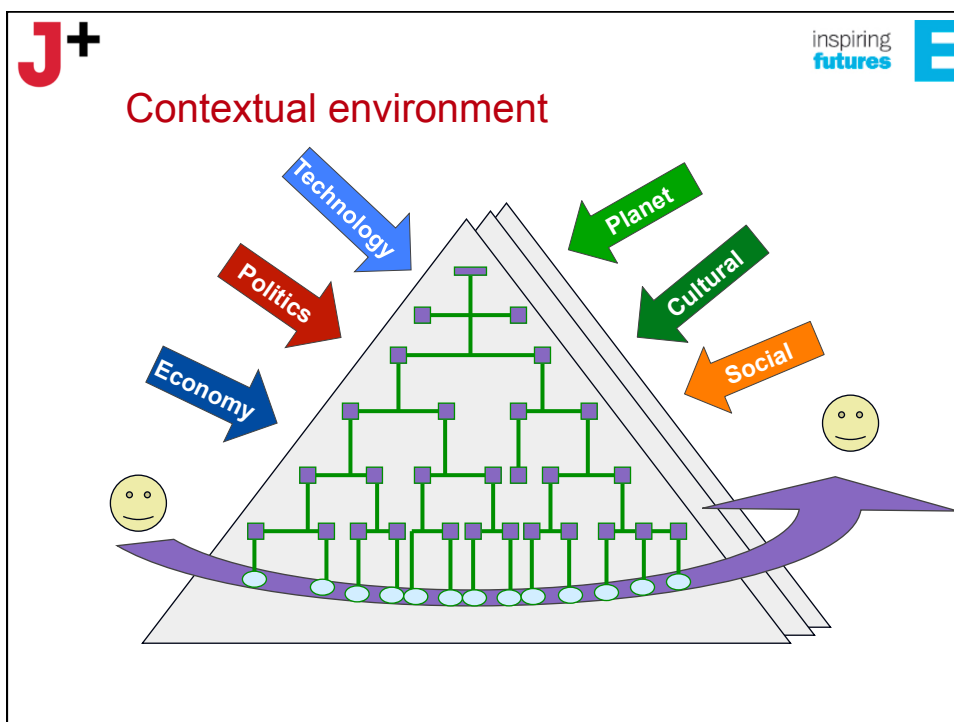 J+
inspiring
futures
E
Contextual environment
Technology
Politics
Economy
Planet
Cultural
Social